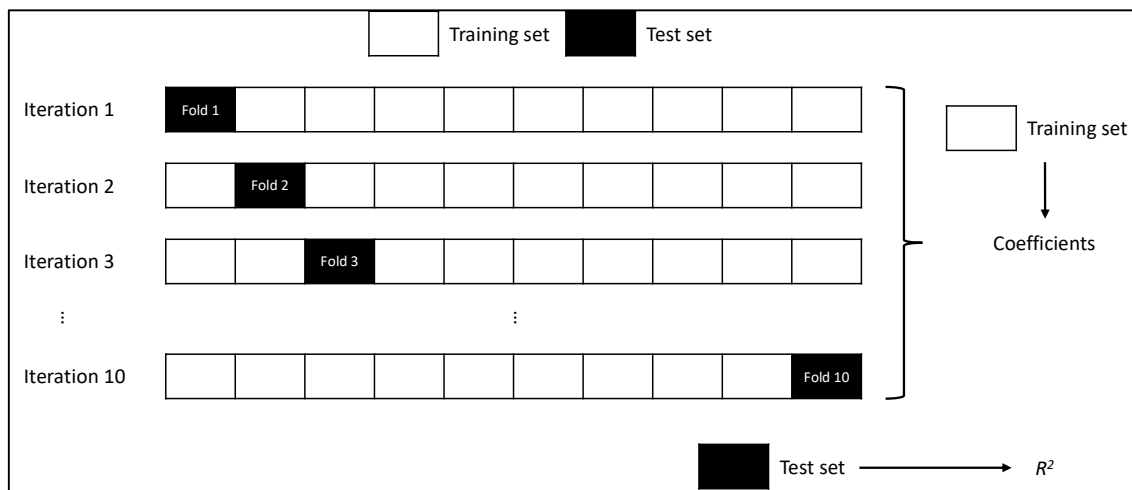 Training set Test set
Iteration 1 Fold 1
Training set
Iteration 2 Fold 2
Iteration 3 Fold 3
Coefficients
⋮ ⋮
Iteration 10 Fold 10
Test set R²